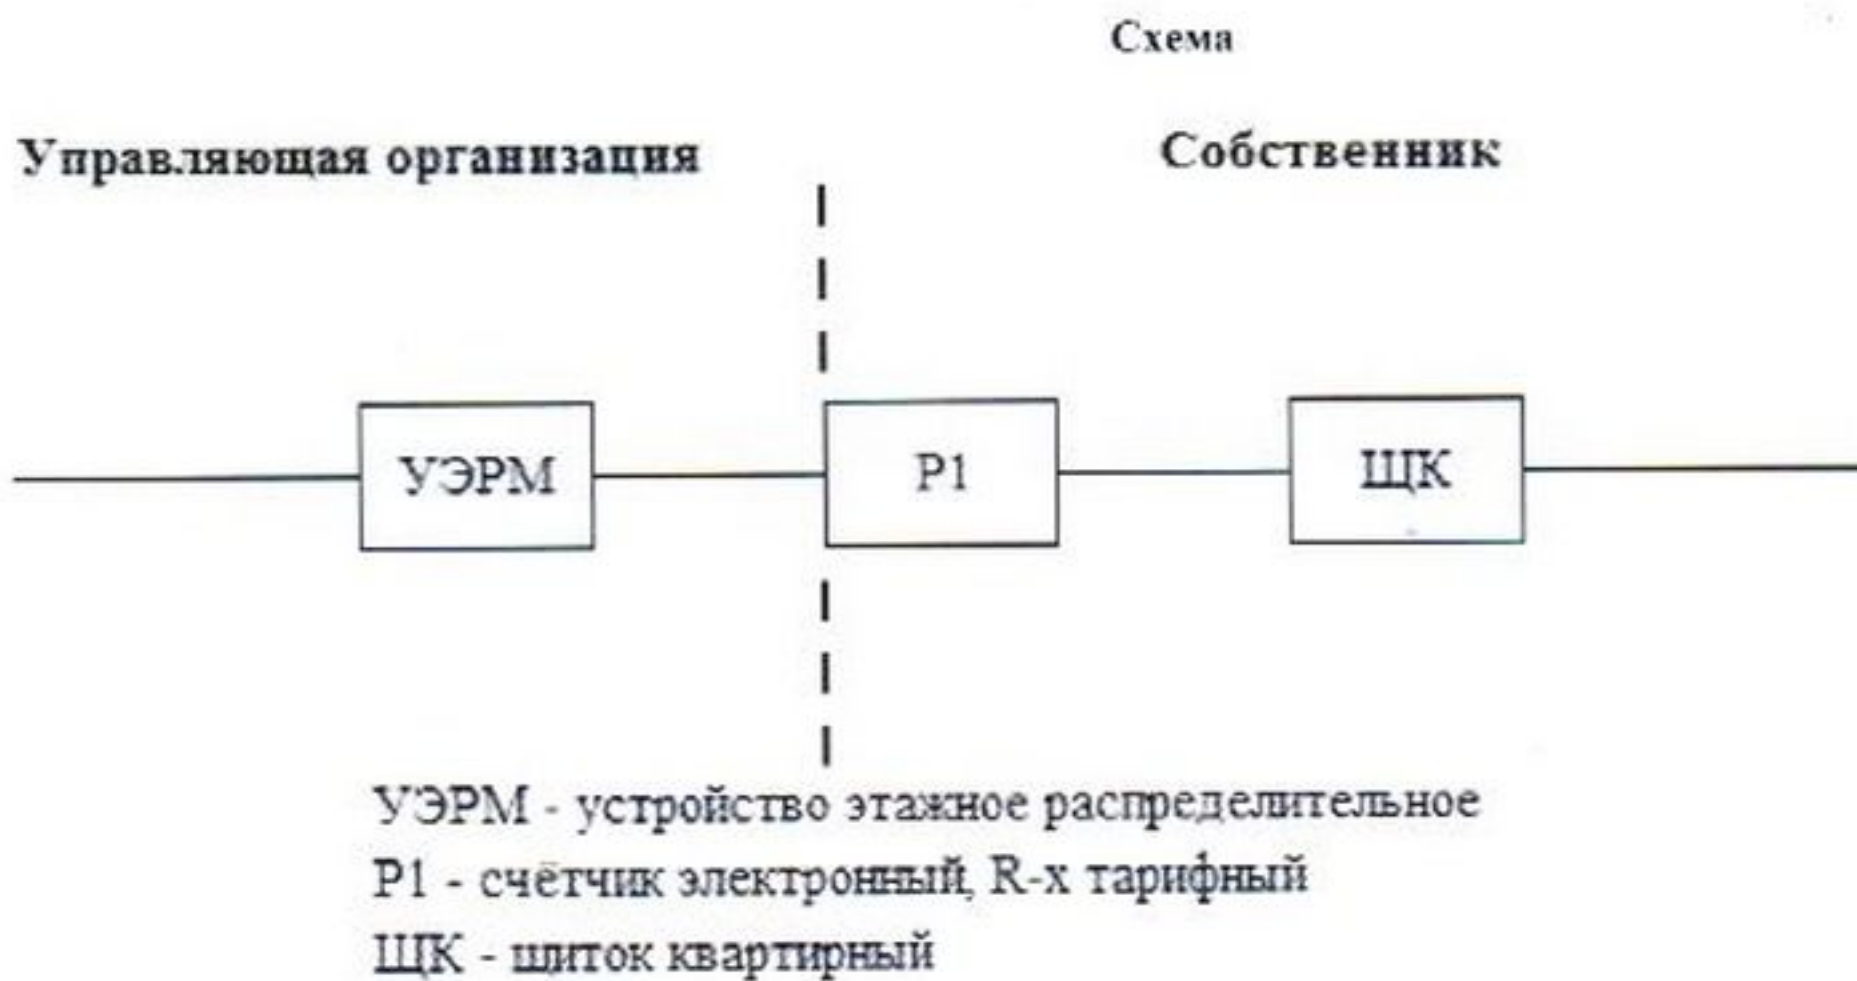 Схема
Управляющая организация
Собственник
УЭРМ
Р1
ЩК
УЭРМ - устройство этажное распределительное
Р1 - счётчик электронный, R-х тарифный
ЩК - щиток квартирный